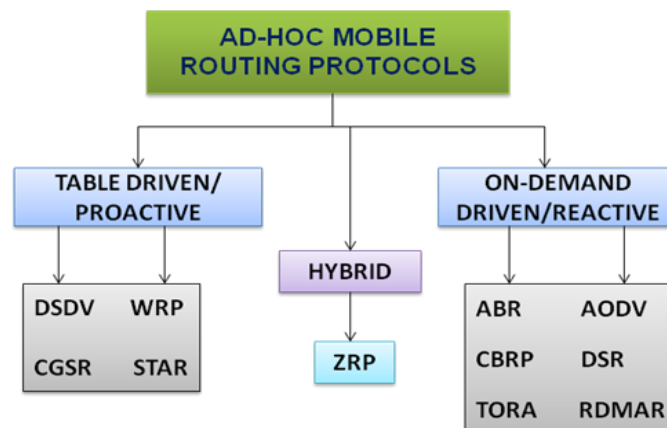 AD-HOC MOBILE
ROUTING PROTOCOLS
TABLE DRIVEN/
PROACTIVE
ON-DEMAND
DRIVEN/REACTIVE
HYBRID
DSDV WRP
CGSR STAR
ZRP
ABR AODV
CBRP DSR
TORA RDMAR